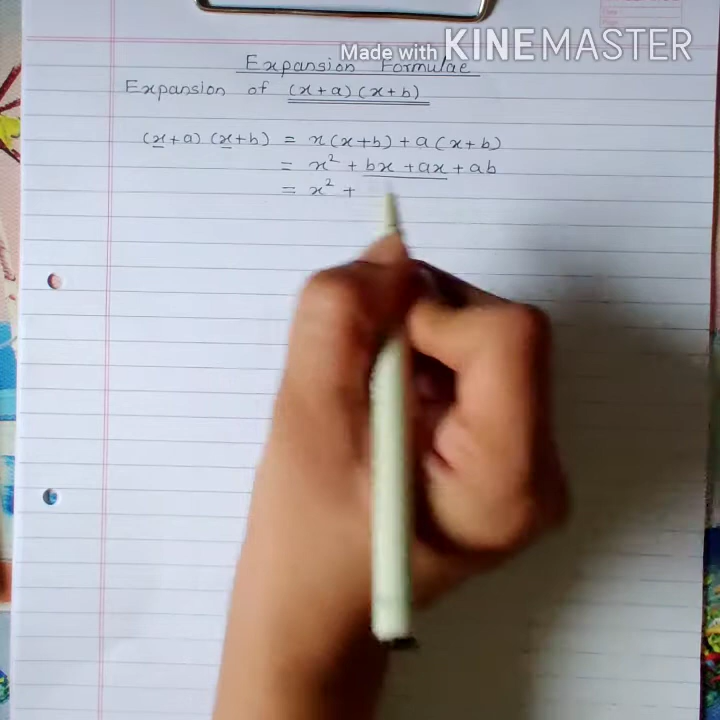 Made with KINEMASTER
Expansion Formulae
Expansion of (x+a)(x+b)
(x+a)(x+b) = x(x+b)+a(x+b)
= x² + bx + ax + ab
= x² +